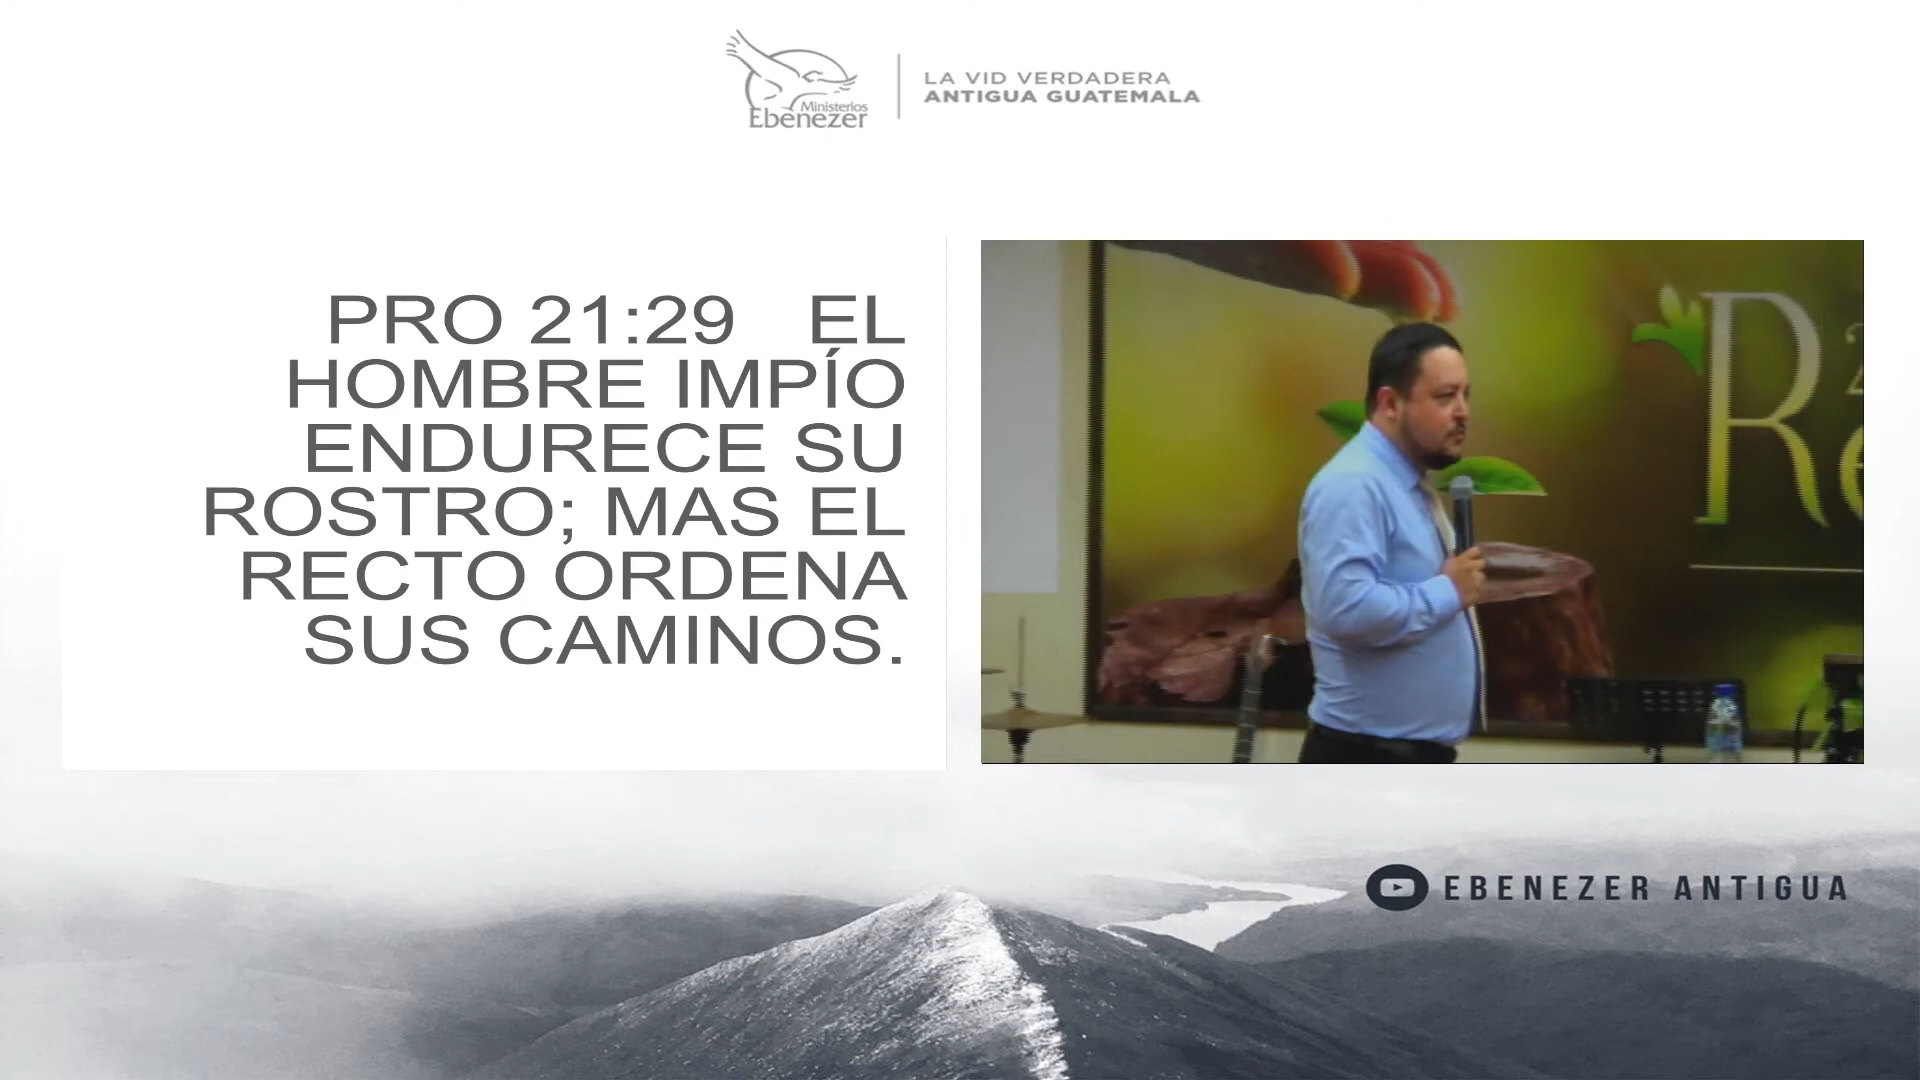 Ministerios
Ebenezer
LA VID VERDADERA
ANTIGUA GUATEMALA
PRO 21:29 EL
HOMBRE IMPÍO
ENDURECE SU
ROSTRO; MAS EL
RECTO ORDENA
SUS CAMINOS.
EBENEZER ANTIGUA